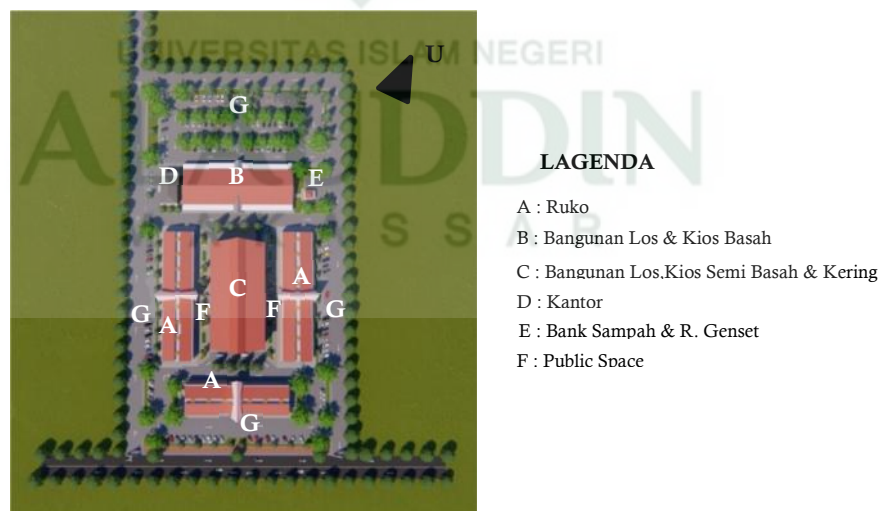 UNIVERSITAS ISLAM NEGERI
ALAUDDIN
M A K A S S A R
U
G
D B E
A
C
G F F G
A
A
G
LAGENDA
A : Ruko
B : Bangunan Los & Kios Basah
C : Bangunan Los,Kios Semi Basah & Kering
D : Kantor
E : Bank Sampah & R. Genset
F : Public Space